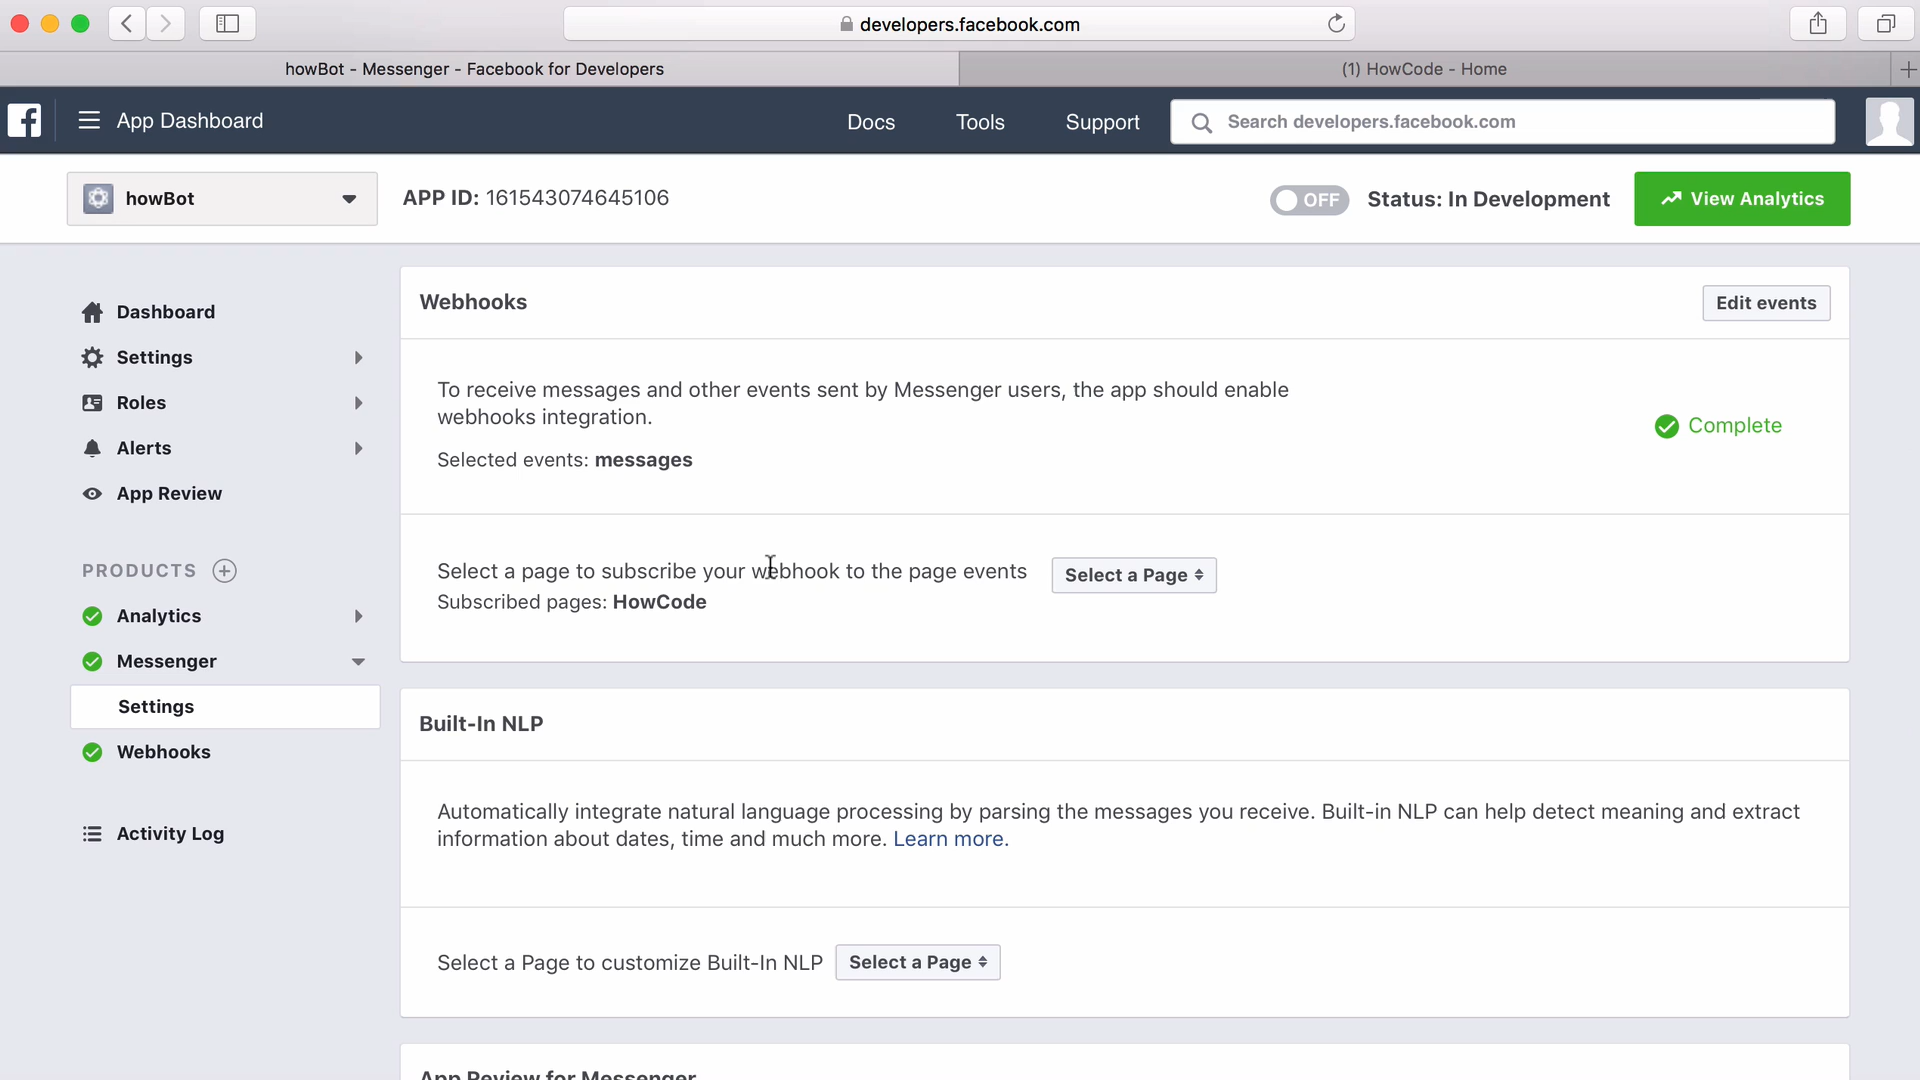 developers.facebook.com
howBot - Messenger - Facebook for Developers
(1) HowCode - Home
App Dashboard
Docs
Tools
Support
Search developers.facebook.com
howBot
APP ID: 161543074645106
OFF
Status: In Development
View Analytics
Dashboard
Settings
Roles
Alerts
App Review
PRODUCTS
Analytics
Messenger
Settings
Webhooks
Activity Log
Webhooks
Edit events
To receive messages and other events sent by Messenger users, the app should enable
webhooks integration.
Complete
Selected events: messages
Select a page to subscribe your webhook to the page events
Select a Page
Subscribed pages: HowCode
Built-In NLP
Automatically integrate natural language processing by parsing the messages you receive. Built-in NLP can help detect meaning and extract
information about dates, time and much more. Learn more.
Select a Page to customize Built-In NLP
Select a Page
App Review for Messenger